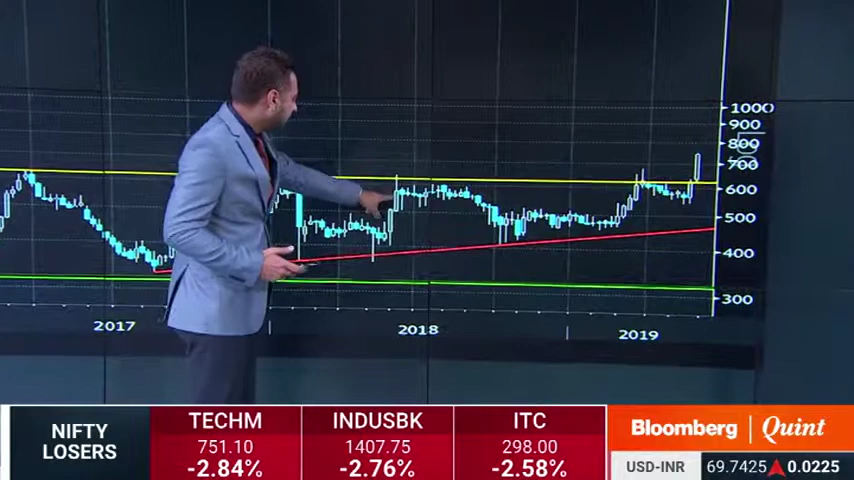 1000
900
800
700
600
500
400
300
2017
2018
2019
NIFTY
LOSERS
TECHM
751.10
-2.84%
INDUSBK
1407.75
-2.76%
ITC
298.00
-2.58%
Bloomberg | Quint
USD-INR
69.7425 ▲ 0.0225